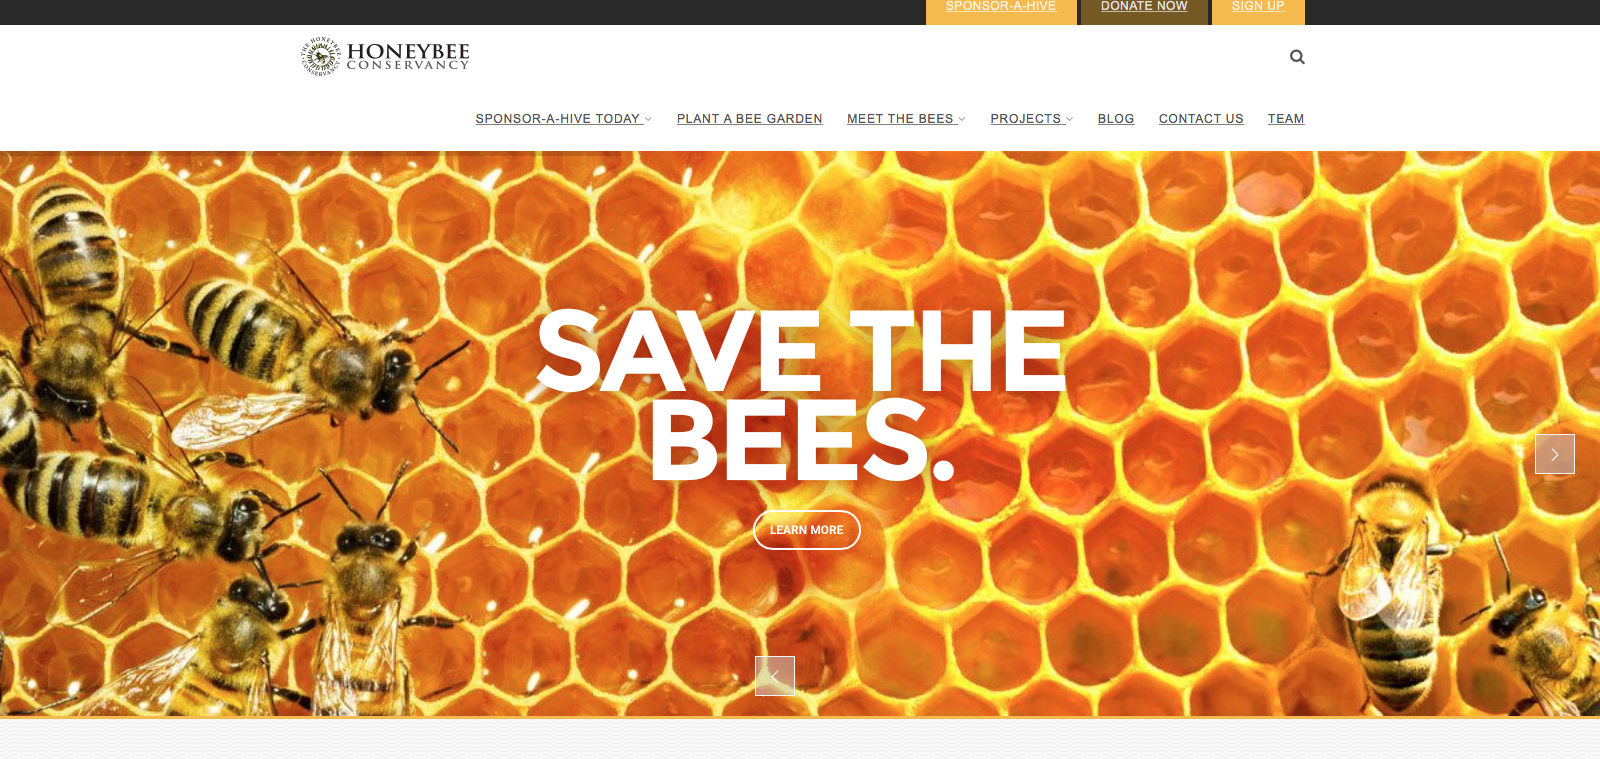 SPONSOR-A-HIVE DONATE NOW SIGN UP
THE HONEYBEE CONSERVANCY
HONEYBEE
CONSERVANCY
SPONSOR-A-HIVE TODAY PLANT A BEE GARDEN MEET THE BEES PROJECTS BLOG CONTACT US TEAM
SAVE THE
BEES.
LEARN MORE